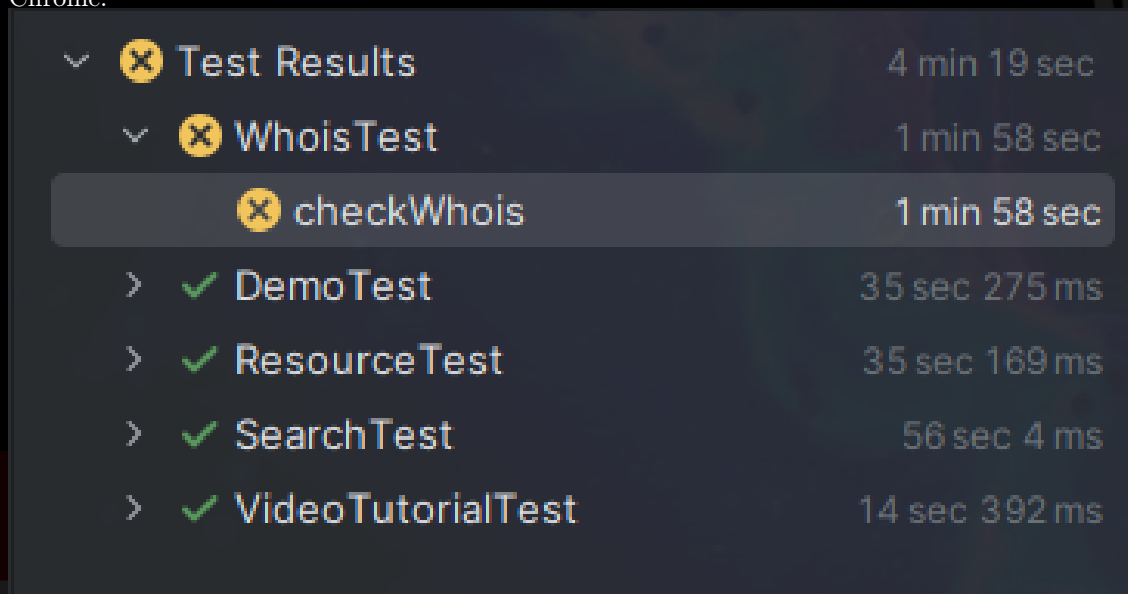 Chrome.
Test Results 4 min 19 sec
WhoisTest 1 min 58 sec
checkWhois 1 min 58 sec
DemoTest 35 sec 275 ms
ResourceTest 35 sec 169 ms
SearchTest 56 sec 4 ms
VideoTutorialTest 14 sec 392 ms